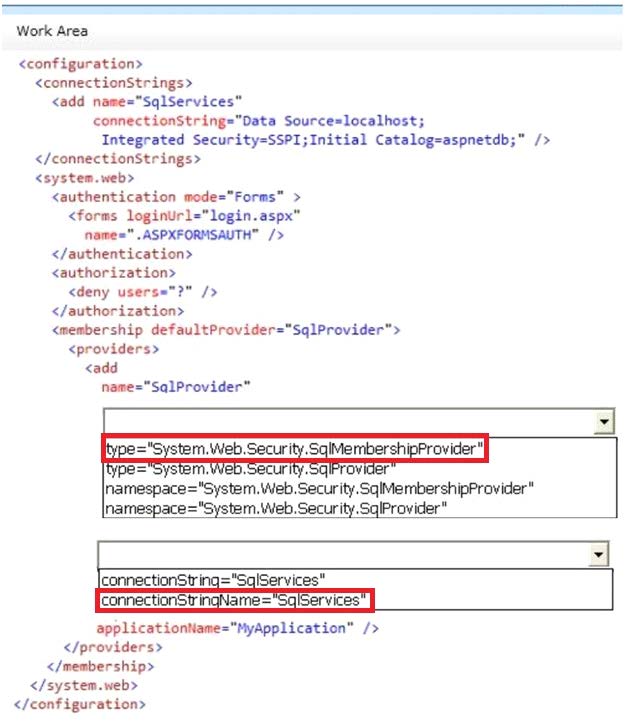 Work Area
<configuration>
<connectionStrings>
<add name="SqlServices"
connectionString="Data Source=localhost;
Integrated Security=SSPI;Initial Catalog=aspnetdb;" />
</connectionStrings>
<system.web>
<authentication mode="Forms" >
<forms loginUrl="login.aspx"
name=".ASPXFORMSAUTH" />
</authentication>
<authorization>
<deny users="?" />
</authorization>
<membership defaultProvider="SqlProvider">
<providers>
<add
name="SqlProvider"
type="System.Web.Security.SqlMembershipProvider"
type="System.Web.Security.SqlProvider"
namespace="System.Web.Security.SqlMembershipProvider"
namespace="System.Web.Security.SqlProvider"
connectionString="SqlServices"
connectionStringName="SqlServices"
applicationName="MyApplication" />
</providers>
</membership>
</system.web>
</configuration>